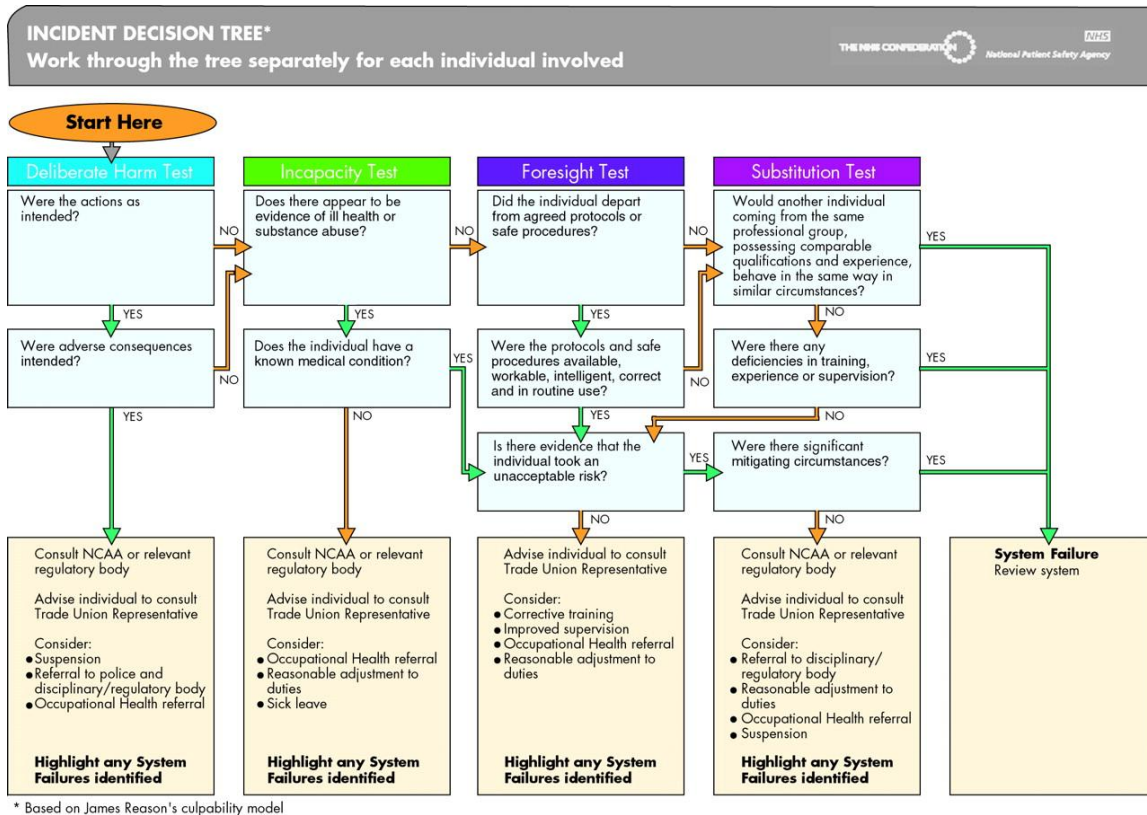 INCIDENT DECISION TREE*
Work through the tree separately for each individual involved
THE NHS CONFEDERATION
NHS
National Patient Safety Agency
Start Here
Deliberate Harm Test
Were the actions as
intended?
NO
YES
Were adverse consequences
intended?
NO
YES
Consult NCAA or relevant
regulatory body
Advise individual to consult
Trade Union Representative
Consider:
●Suspension
●Referral to police and
disciplinary/regulatory body
●Occupational Health referral
Highlight any System
Failures identified
Incapacity Test
Does there appear to be
evidence of ill health or
substance abuse?
NO
YES
Does the individual have a
known medical condition?
YES
NO
Consult NCAA or relevant
regulatory body
Advise individual to consult
Trade Union Representative
Consider:
●Occupational Health referral
●Reasonable adjustment to
duties
●Sick leave
Highlight any System
Failures identified
Foresight Test
Did the individual depart
from agreed protocols or
safe procedures?
NO
YES
Were the protocols and safe
procedures available,
workable, intelligent, correct
and in routine use?
NO
YES
Is there evidence that the
individual took an
unacceptable risk?
YES
NO
Advise individual to consult
Trade Union Representative
Consider:
●Corrective training
●Improved supervision
●Occupational Health referral
●Reasonable adjustment to
duties
Highlight any System
Failures identified
Substitution Test
Would another individual
coming from the same
professional group,
possessing comparable
qualifications and experience,
behave in the same way in
similar circumstances?
YES
NO
Were there any
deficiencies in training,
experience or supervision?
YES
NO
Were there significant
mitigating circumstances?
YES
NO
Consult NCAA or relevant
regulatory body
Advise individual to consult
Trade Union Representative
Consider:
●Referral to disciplinary/
regulatory body
●Reasonable adjustment to
duties
●Occupational Health referral
●Suspension
Highlight any System
Failures identified
System Failure
Review system
* Based on James Reason's culpability model